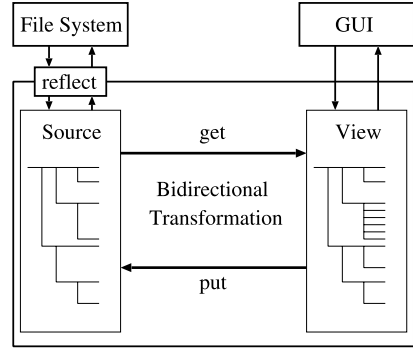 File System
GUI
reflect
Source
get
View
Bidirectional
Transformation
put